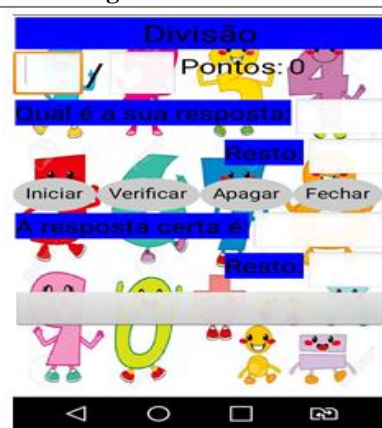 Divisão
/ Pontos: 0
Qual é a sua resposta:
Resto:
Iniciar Verificar Apagar Fechar
A resposta certa é:
Resto: